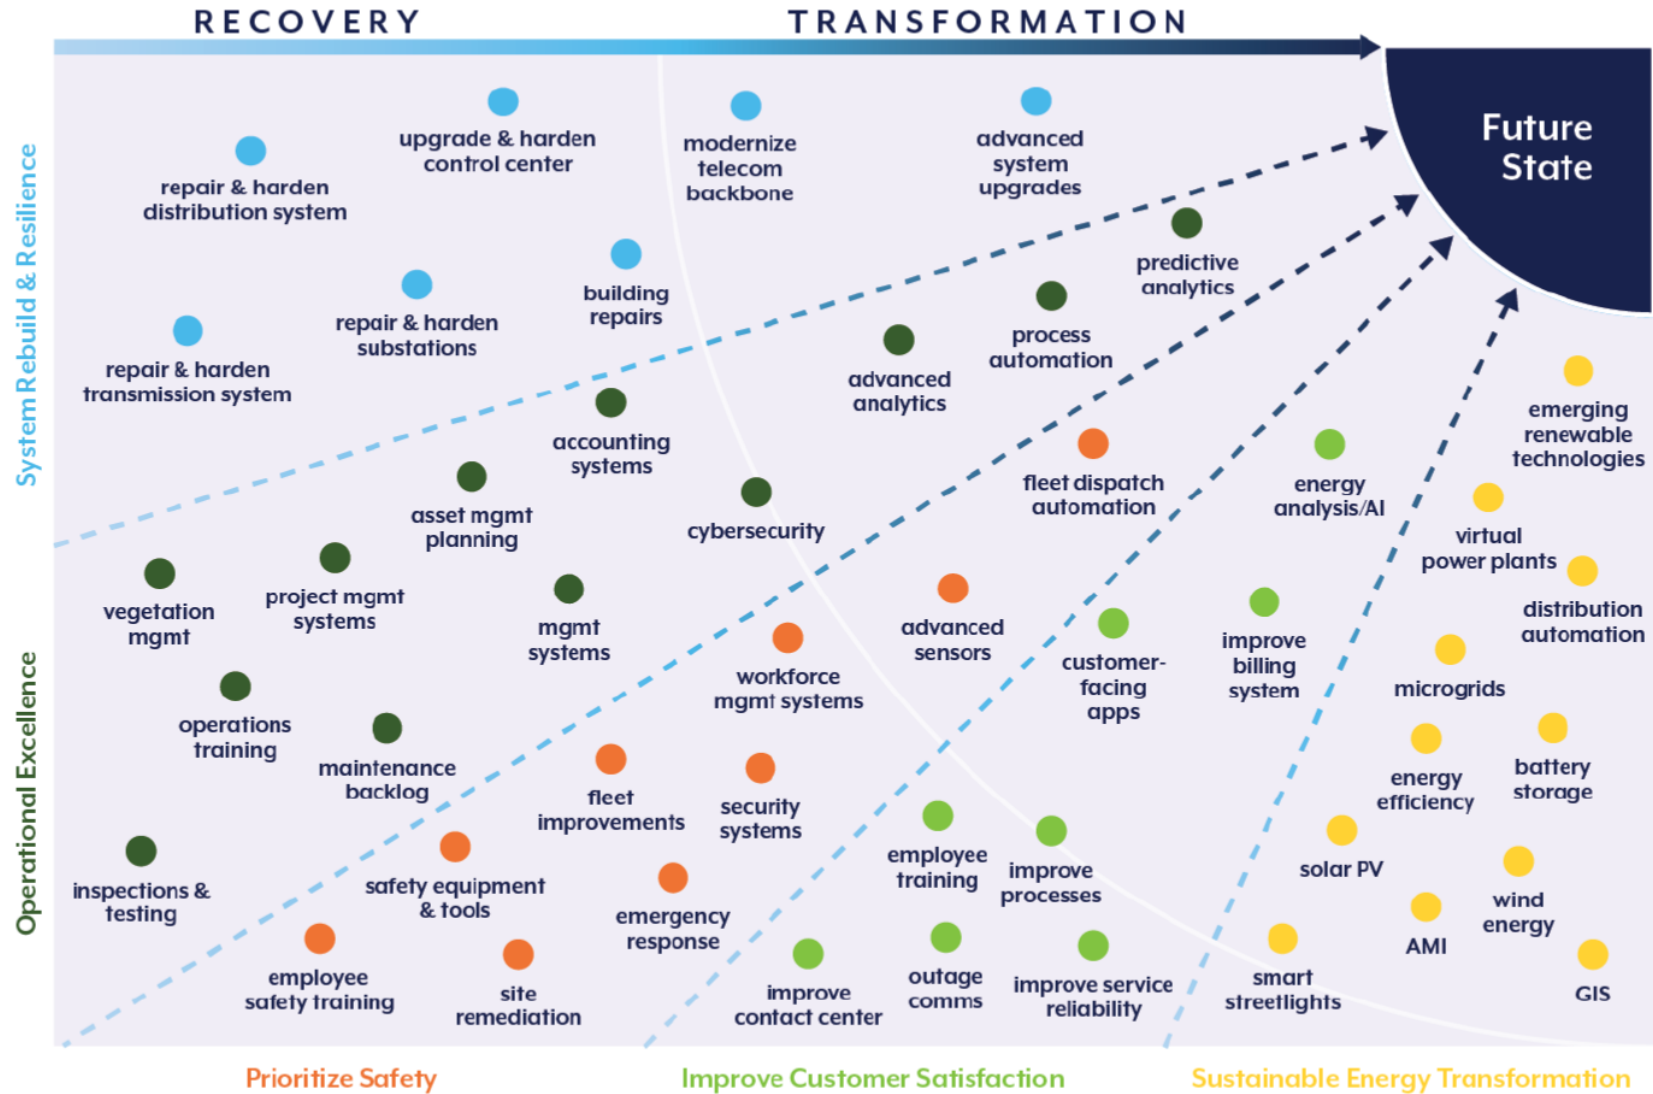 RECOVERY
TRANSFORMATION
Future
State
System Rebuild & Resilience
Operational Excellence
upgrade & harden
control center
repair & harden
distribution system
modernize
telecom
backbone
advanced
system
upgrades
building
repairs
repair & harden
substations
repair & harden
transmission system
predictive
analytics
process
automation
advanced
analytics
accounting
systems
asset mgmt
planning
cybersecurity
vegetation
mgmt
project mgmt
systems
mgmt
systems
operations
training
maintenance
backlog
inspections &
testing
fleet dispatch
automation
advanced
sensors
workforce
mgmt systems
fleet
improvements
security
systems
safety equipment
& tools
emergency
response
employee
safety training
site
remediation
energy
analysis/AI
improve
billing
system
customer-
facing
apps
employee
training
improve
processes
improve
contact center
outage
comms
improve service
reliability
emerging
renewable
technologies
virtual
power plants
distribution
automation
microgrids
energy
efficiency
battery
storage
solar PV
wind
energy
AMI
smart
streetlights
GIS
Prioritize Safety
Improve Customer Satisfaction
Sustainable Energy Transformation